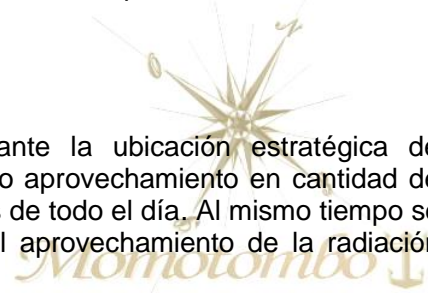 ante la ubicación estratégica de
o aprovechamiento en cantidad de
s de todo el día. Al mismo tiempo se
l aprovechamiento de la radiación
Momotombo